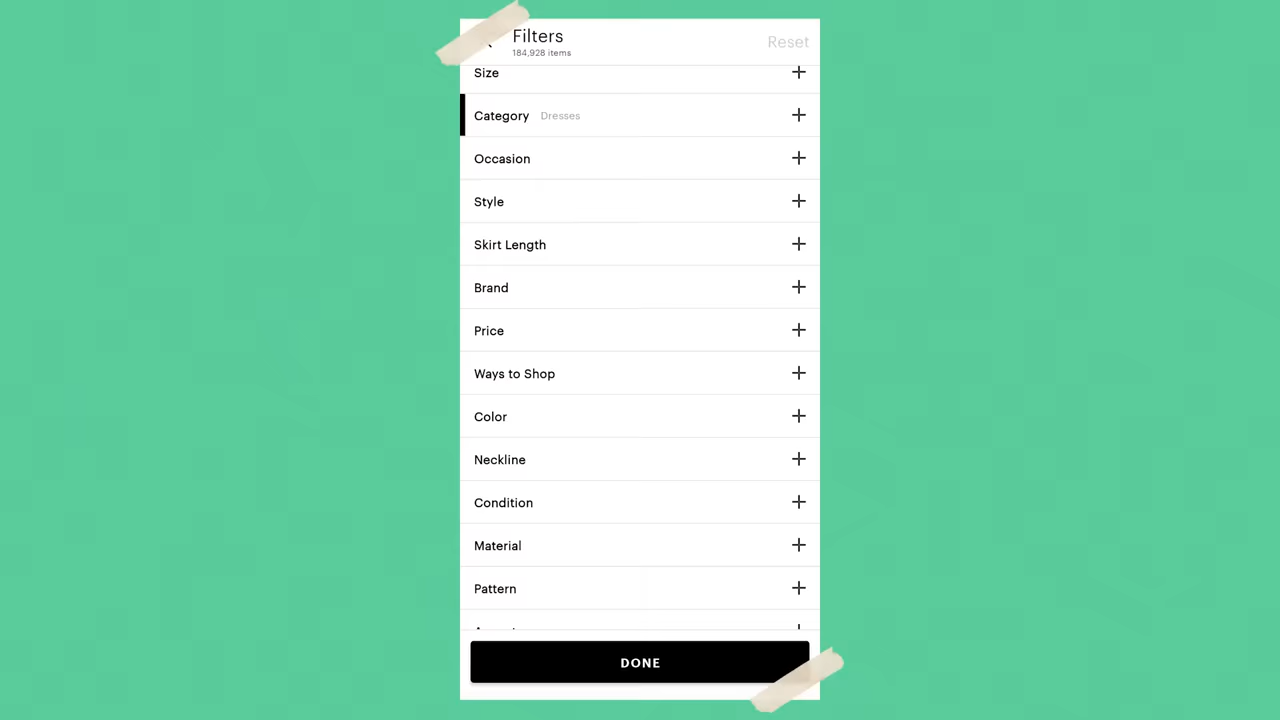 Filters
184,928 items
Reset
Size
Category Dresses
Occasion
Style
Skirt Length
Brand
Price
Ways to Shop
Color
Neckline
Condition
Material
Pattern
DONE